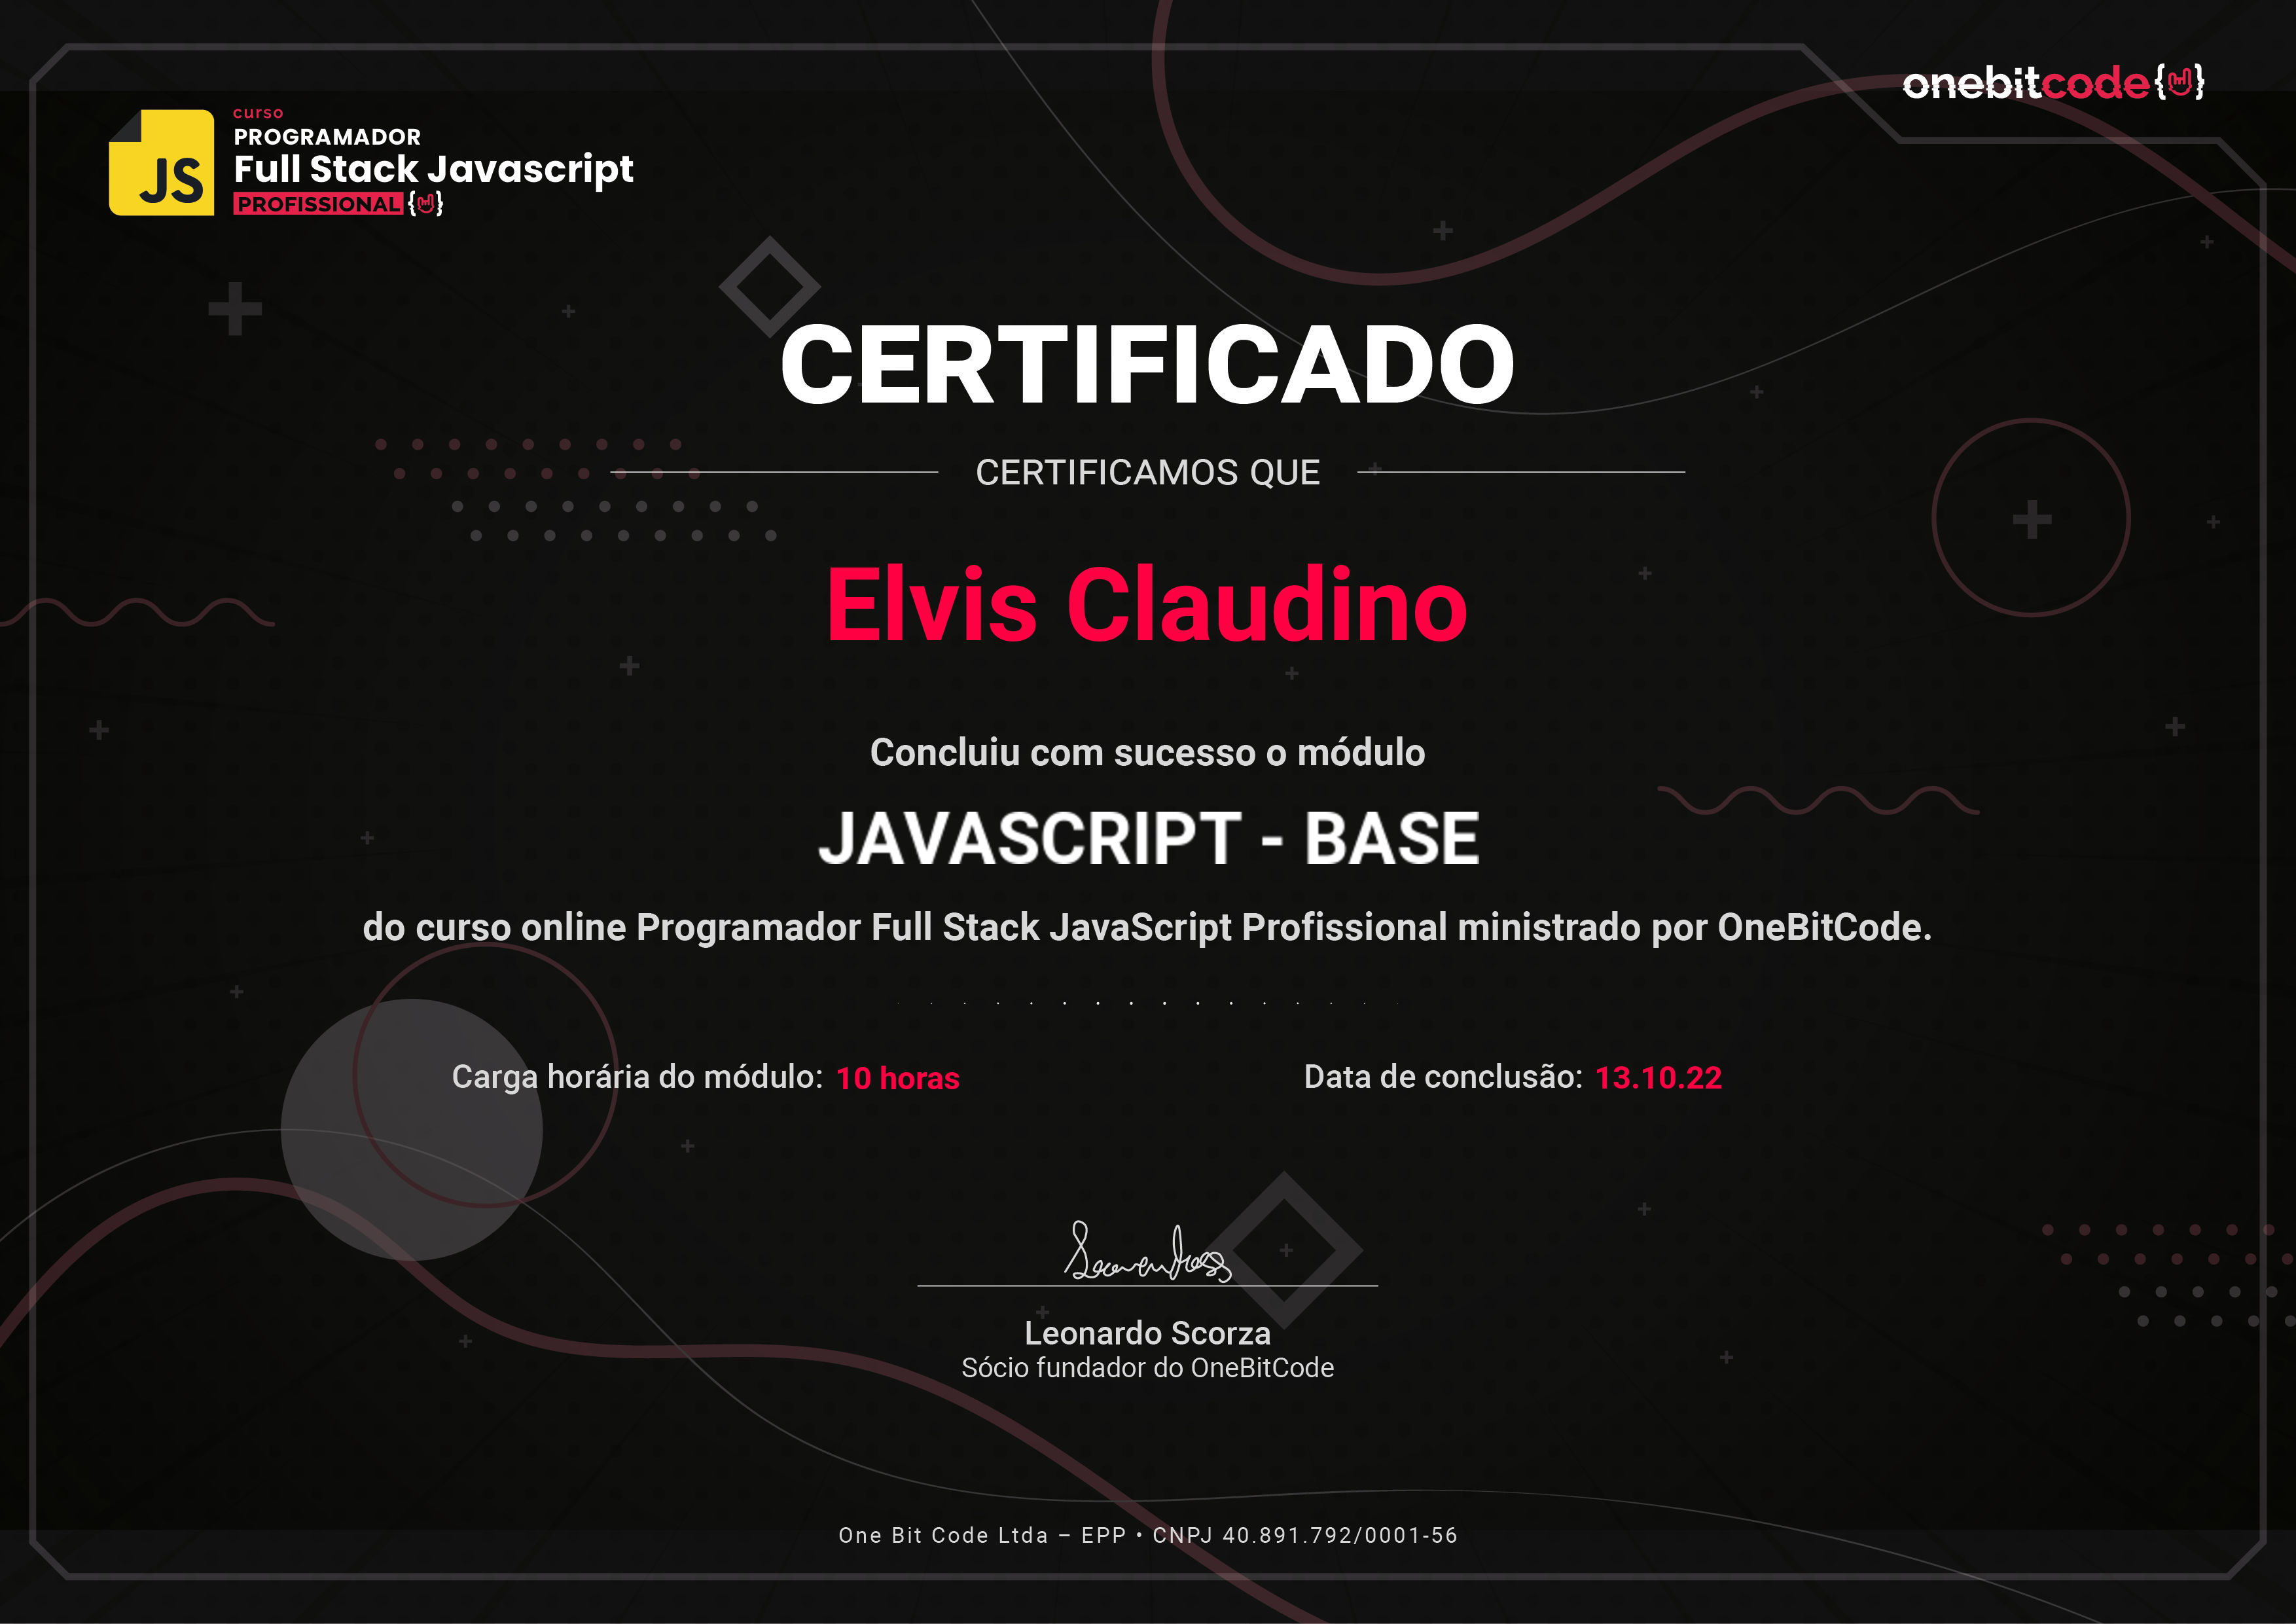 curso
PROGRAMADOR
Full Stack Javascript
PROFISSIONAL
JS
onebitcode
CERTIFICADO
CERTIFICAMOS QUE
Elvis Claudino
Concluiu com sucesso o módulo
JAVASCRIPT - BASE
do curso online Programador Full Stack JavaScript Profissional ministrado por OneBitCode.
Carga horária do módulo: 10 horas
Data de conclusão: 13.10.22
Leonardo Scorza
Sócio fundador do OneBitCode
One Bit Code Ltda – EPP • CNPJ 40.891.792/0001-56